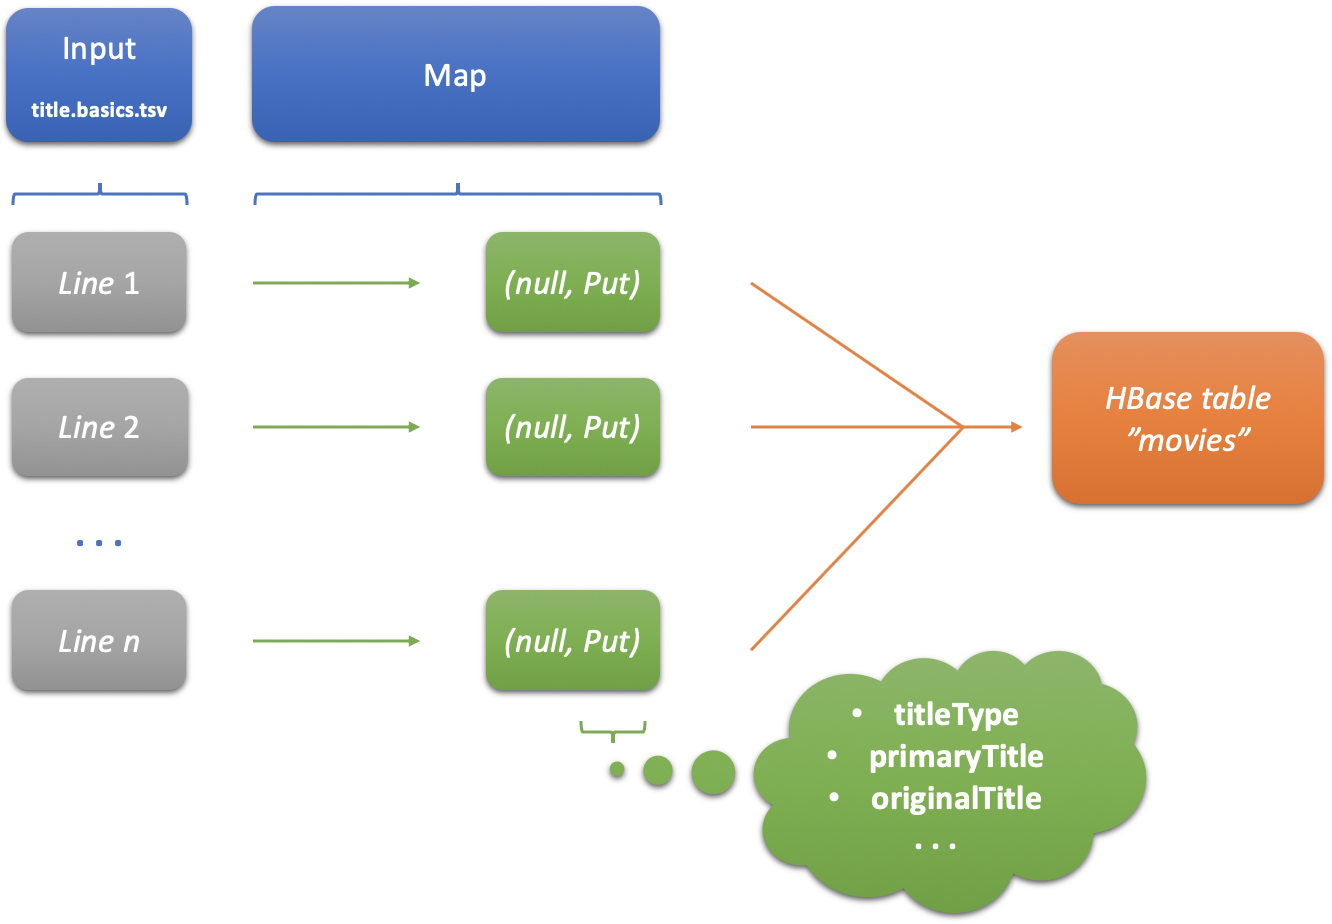 Input
title.basics.tsv
Map
Line 1
(null, Put)
Line 2
(null, Put)
HBase table
”movies”
. . .
Line n
(null, Put)
• titleType
• primaryTitle
• originalTitle
. . .